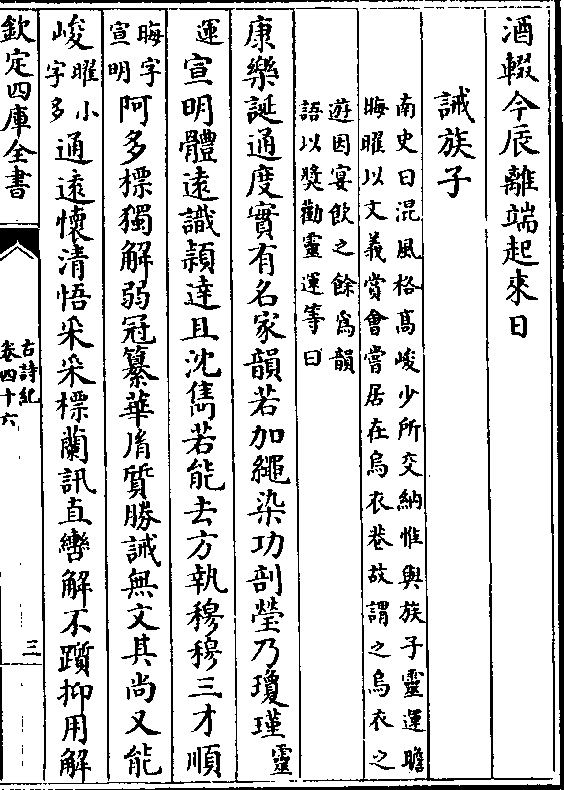 酒輟今辰離端起來日
誡族子
南史曰混風格髙峻少所交納惟與族子靈運瞻
晦曜以文義賞會嘗居在烏衣巷故謂之烏衣之
遊因宴飲之餘為韻
語以奬勸靈運等曰
康樂誕通度實有名家韻若加繩染功剖瑩乃瓊瑾靈
運宣明體遠識頴達且沈雋若能去方執穆穆三才順
晦字
宣明
阿多標獨解弱冠纂華𦙍質勝誡無文其尚又能
峻曜小
字多
通逺懷清悟采采標蘭訊直轡鮮不躓抑用解
欽定四庫全書
古詩紀
卷四十六
三